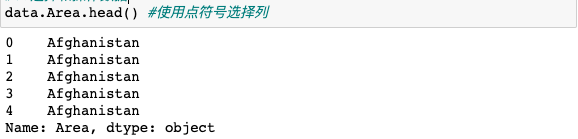 data.Area.head() #使用点符号选择列
0    Afghanistan
1    Afghanistan
2    Afghanistan
3    Afghanistan
4    Afghanistan
Name: Area, dtype: object